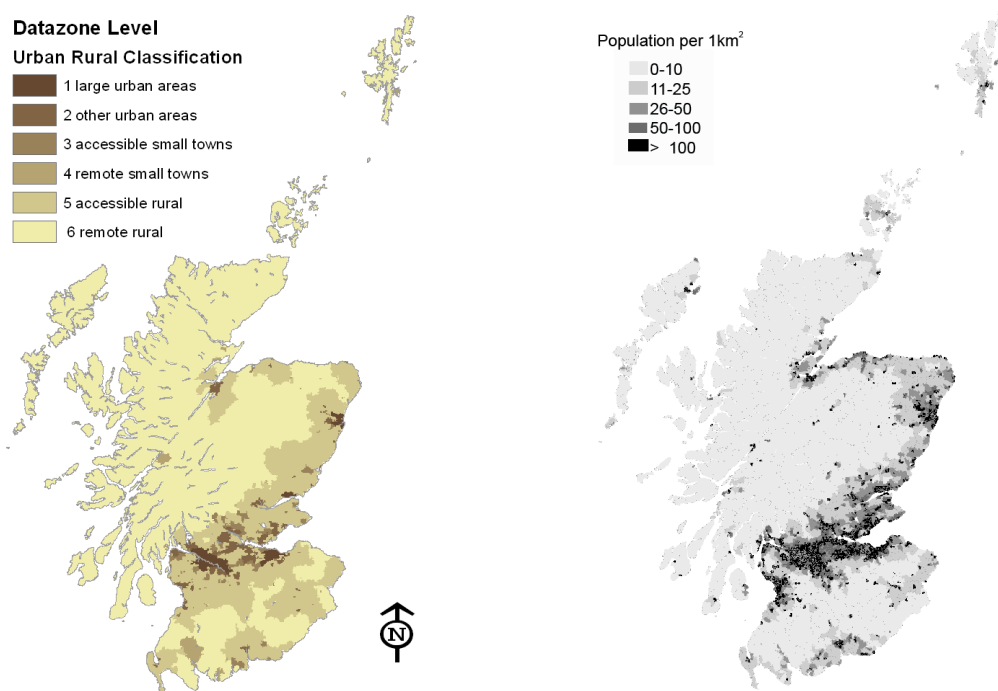 Datazone Level
Urban Rural Classification
1 large urban areas
2 other urban areas
3 accessible small towns
4 remote small towns
5 accessible rural
6 remote rural
N
Population per 1km²
0-10
11-25
26-50
50-100
> 100